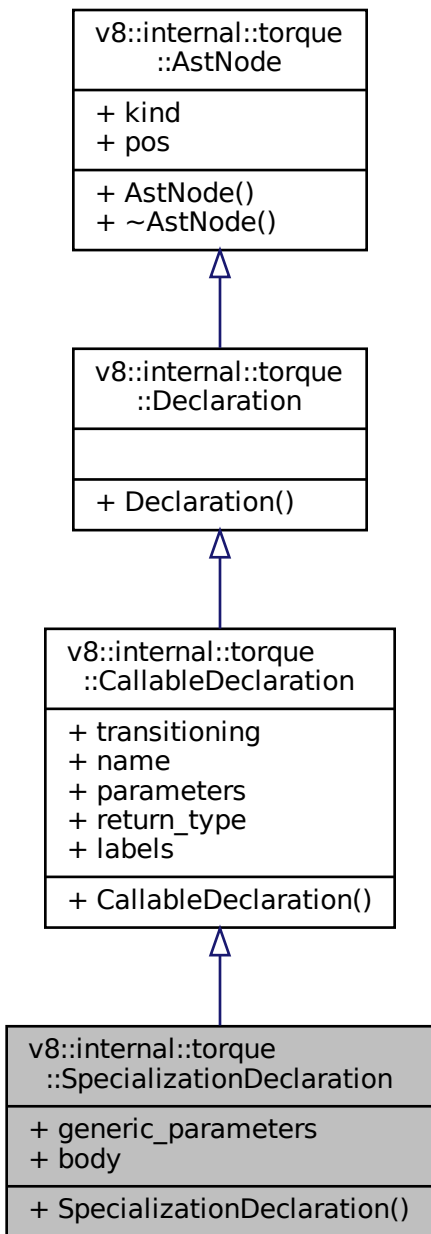 v8::internal::torque
::AstNode
+ kind
+ pos
+ AstNode()
+ ~AstNode()
v8::internal::torque
::Declaration
+ Declaration()
v8::internal::torque
::CallableDeclaration
+ transitioning
+ name
+ parameters
+ return_type
+ labels
+ CallableDeclaration()
v8::internal::torque
::SpecializationDeclaration
+ generic_parameters
+ body
+ SpecializationDeclaration()